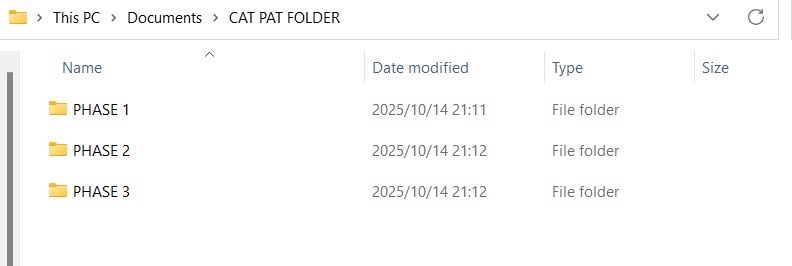 This PC > Documents > CAT PAT FOLDER
Name Date modified Type Size
PHASE 1 2025/10/14 21:11 File folder
PHASE 2 2025/10/14 21:12 File folder
PHASE 3 2025/10/14 21:12 File folder